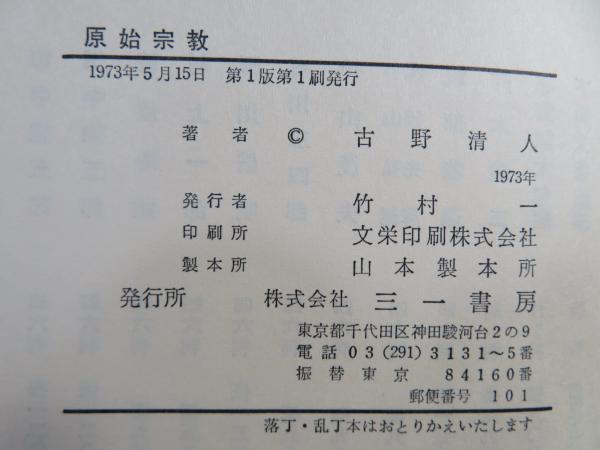 原始宗教
1973年5月15日 第1版第1刷発行
著者 © 古野清人
1973年
発行者 竹村一
印刷所 文栄印刷株式会社
製本所 山本製本所
発行所 株式会社 三一書房
東京都千代田区神田駿河台2の9
電話 03(291)3131〜5番
振替東京 84160番
郵便番号 101
落丁・乱丁本はおとりかえいたします